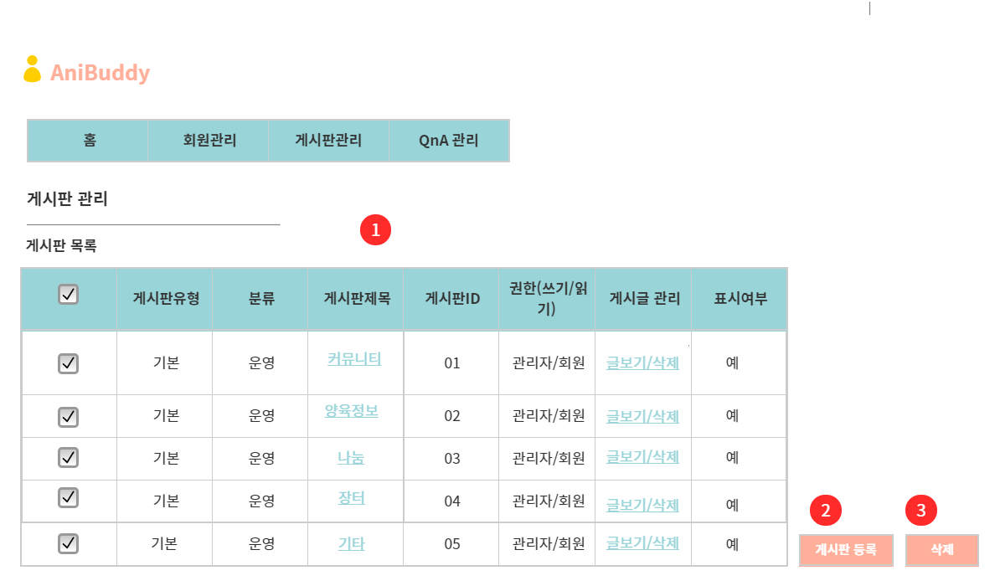 AniBuddy
홈 회원관리 게시판관리 QnA 관리
게시판 관리
1
게시판 목록
게시판유형 분류 게시판제목 게시판ID 권한(쓰기/읽기) 게시글 관리 표시여부
기본 운영 커뮤니티 01 관리자/회원 글보기/삭제 예
기본 운영 양육정보 02 관리자/회원 글보기/삭제 예
기본 운영 나눔 03 관리자/회원 글보기/삭제 예
기본 운영 장터 04 관리자/회원 글보기/삭제 예
기본 운영 기타 05 관리자/회원 글보기/삭제 예
2 3
게시판 등록 삭제